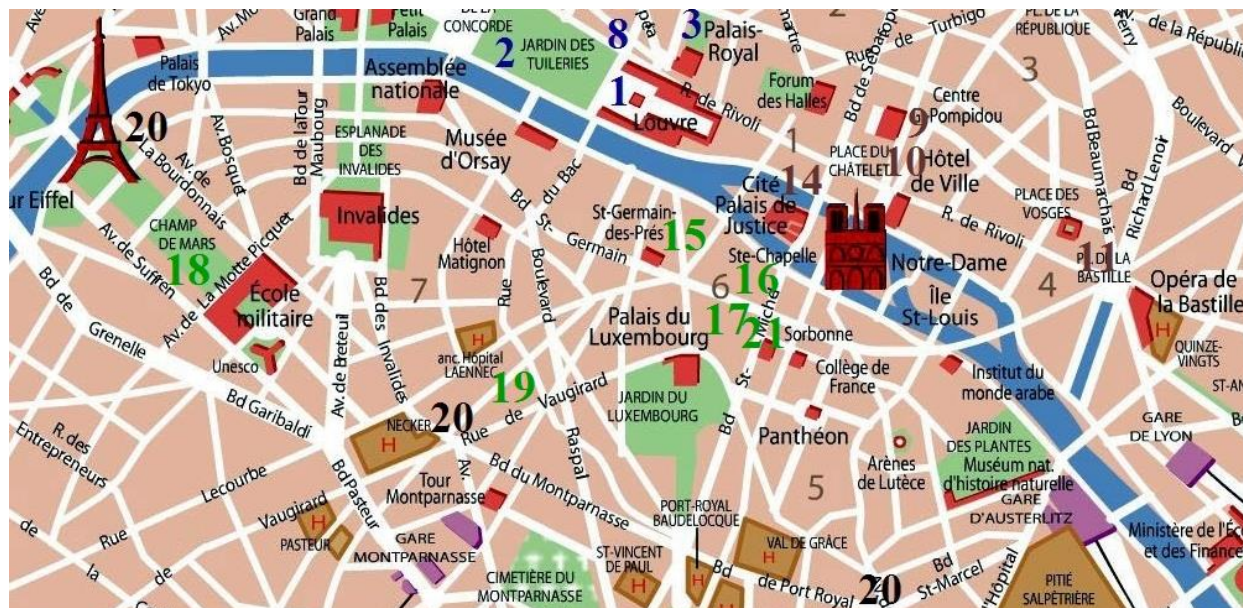 Grand
Palais
Petit
Palais
DE LA
CONCORDE
2
JARDIN DES
TUILERIES
8
3
Palais-
Royal
2
Rue de Turbigo
PL. DE LA
RÉPUBLIQUE
Av. de la République
3
Palais
de Tokyo
Assemblée
nationale
1
Louvre
R. de Rivoli
Forum
des Halles
Bd de Sébastopol
Centre
G. Pompidou
9
Bd Beaumarchais
Boulevard
20
Av. Bosquet
Av. de
La Bourdonnais
Bd de la Tour
Maubourg
ESPLANADE
DES
INVALIDES
Musée
d'Orsay
1
PLACE DU
CHÂTELET
10
Hôtel
de Ville
Bd
Richard Lenoir
ur Eiffel
CHAMP
DE MARS
18
Av. de Suffren
Av. de La Motte Picquet
Invalides
Hôtel
Matignon
Bd St-Germain
du Bac
St-Germain-
des-Prés
15
Cité
14
Palais de
Justice
R. de Rivoli
PLACE DES
VOSGES
11
PL. DE LA
BASTILLE
Opéra de
la Bastille
Ste-Chapelle
16
Notre-Dame
Île
St-Louis
4
École
militaire
7
Rue
Boulevard
Raspail
6
17
21
Palais du
Luxembourg
Sorbonne
Collège
de France
H
QUINZE-
VINGTS
Bd de Grenelle
Unesco
Av. de Breteuil
Bd des Invalides
H
anc. Hôpital
LAENNEC
19
Bd St-Michel
JARDIN DU
LUXEMBOURG
Institut du
monde arabe
Bd Garibaldi
NECKER
H
20
Rue de Vaugirard
Panthéon
Arènes
de Lutèce
JARDIN
DES PLANTES
Muséum nat.
d'histoire naturelle
GARE
DE LYON
R. des
Entrepreneurs
Rue Lecourbe
Av.
Tour
Montparnasse
Bd du Montparnasse
5
GARE
D'AUSTERLITZ
Vaugirard
H
PASTEUR
Bd Pasteur
GARE
MONTPARNASSE
PORT-ROYAL
BAUDELOCQUE
H
VAL DE GRÂCE
Ministère de l'Éco
et des Finance
de
la
de
CIMETIÈRE DU
MONTPARNASSE
ST-VINCENT
DE PAUL
H
H
H
Bd
de Port Royal
20
Bd
St-Marcel
l'Hôpital
PITIÉ
SALPÊTRIÈRE